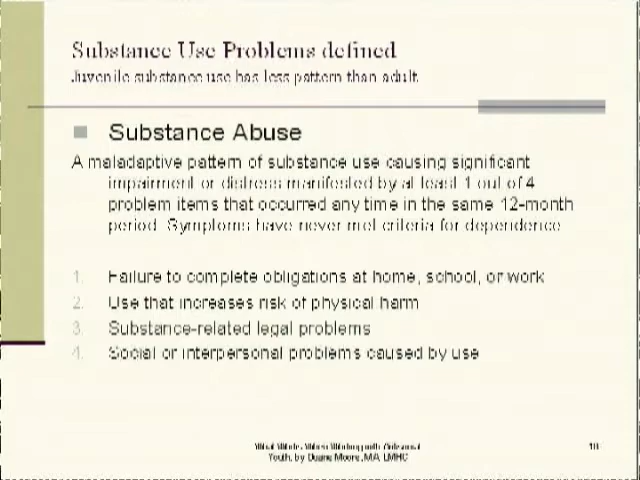 Substance Use Problems defined
Juvenile substance use has less pattern than adult
Substance Abuse
A maladaptive pattern of substance use causing significant
impairment or distress manifested by at least 1 out of 4
problem items that occurred any time in the same 12-month
period. Symptoms have never met criteria for dependence
1. Failure to complete obligations at home, school, or work
2. Use that increases risk of physical harm
3. Substance-related legal problems
4. Social or interpersonal problems caused by use
Youth, by Duane Moore, MA, LMHC